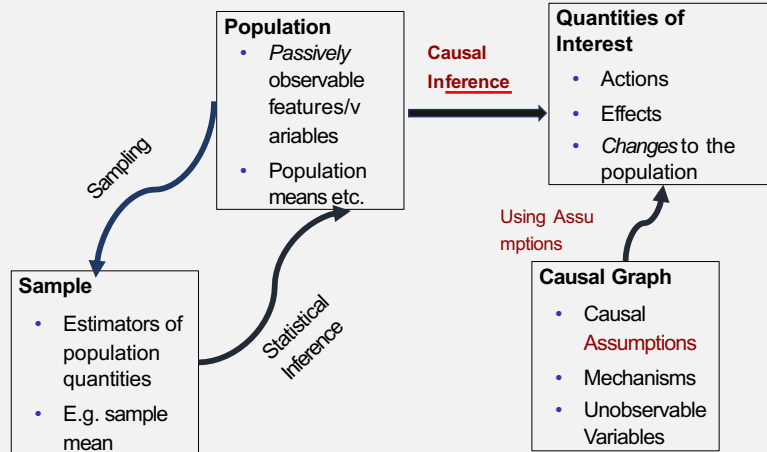 Population
• Passively
observable
features/v
ariables
• Population
means etc.
Causal
Inference
Quantities of
Interest
• Actions
• Effects
• Changes to the
population
Sampling
Statistical
Inference
Using Assu
mptions
Sample
• Estimators of
population
quantities
• E.g. sample
mean
Causal Graph
• Causal
Assumptions
• Mechanisms
• Unobservable
Variables